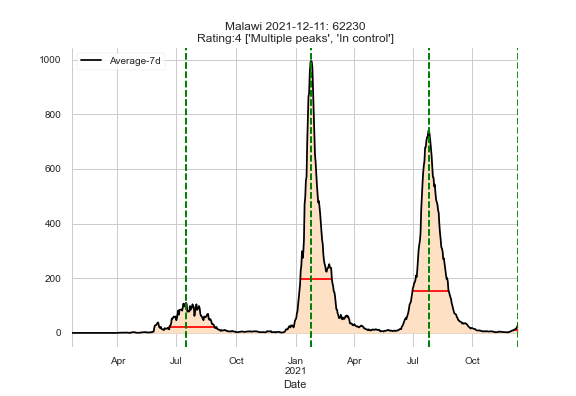 Malawi 2021-12-11: 62230
Rating:4 ['Multiple peaks', 'In control']
Average-7d
1000
800
600
400
200
0
Apr Jul Oct Jan Apr Jul Oct
2021
Date